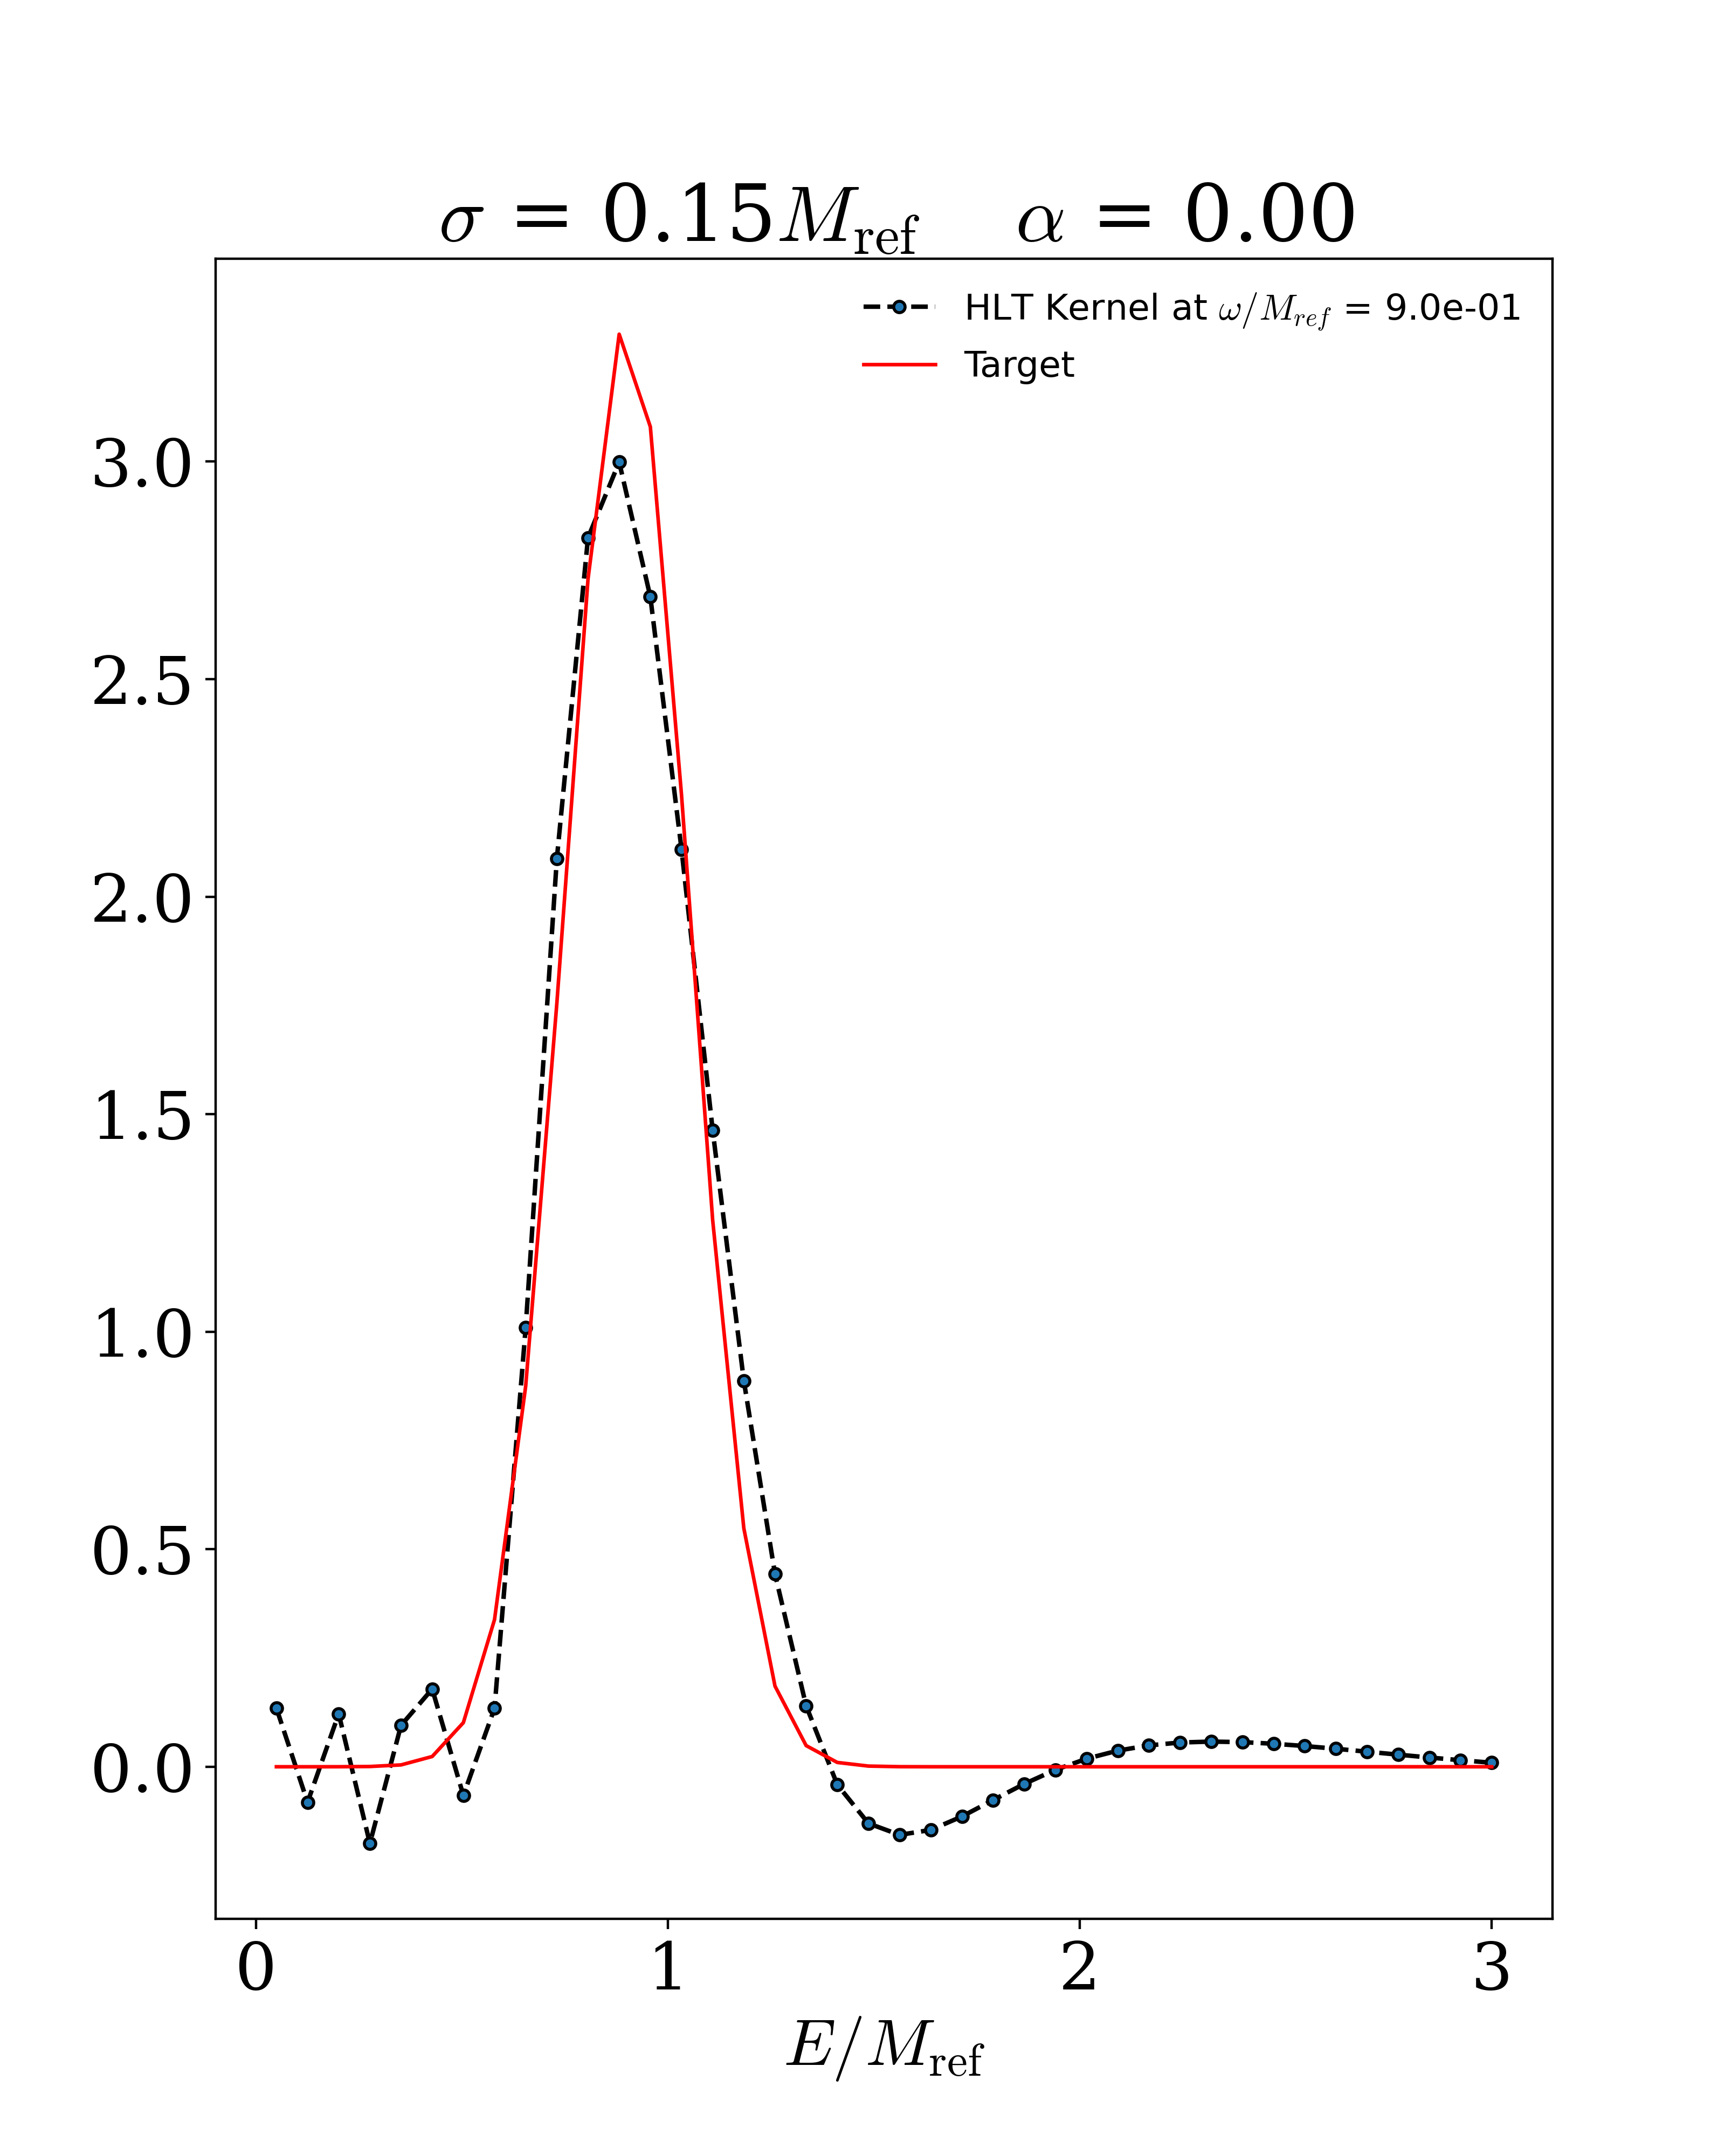 σ = 0.15M_ref α = 0.00
HLT Kernel at ω/M_ref = 9.0e-01
Target
3.0
2.5
2.0
1.5
1.0
0.5
0.0
0 1 2 3
E/M_ref